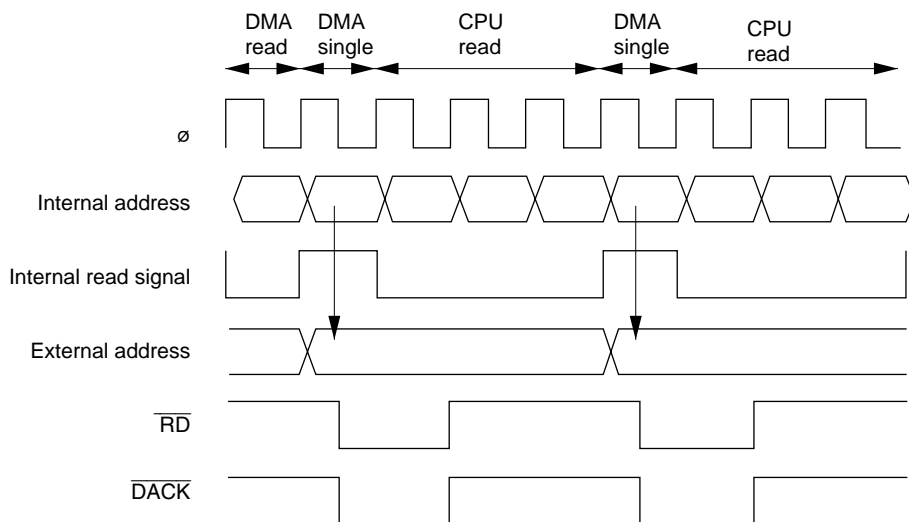 DMA read
DMA single
CPU read
DMA single
CPU read
ø
Internal address
Internal read signal
External address
RD
DACK